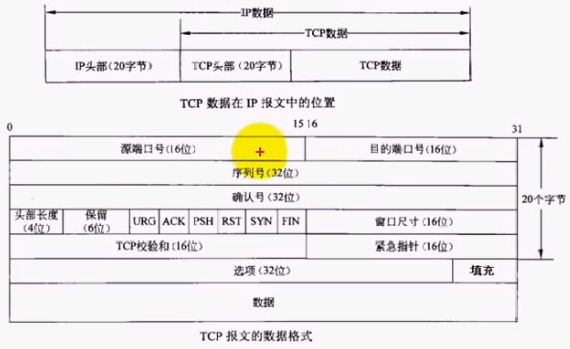 IP数据
TCP数据
IP头部(20字节) TCP头部(20字节) TCP数据
TCP 数据在 IP 报文中的位置
0 15 16 31
源端口号(16位) 目的端口号(16位)
序列号(32位)
确认号(32位)
20个字节
头部长度(4位) 保留(6位) URG ACK PSH RST SYN FIN 窗口尺寸(16位)
TCP校验和(16位) 紧急指针(16位)
选项(32位) 填充
数据
TCP 报文的数据格式